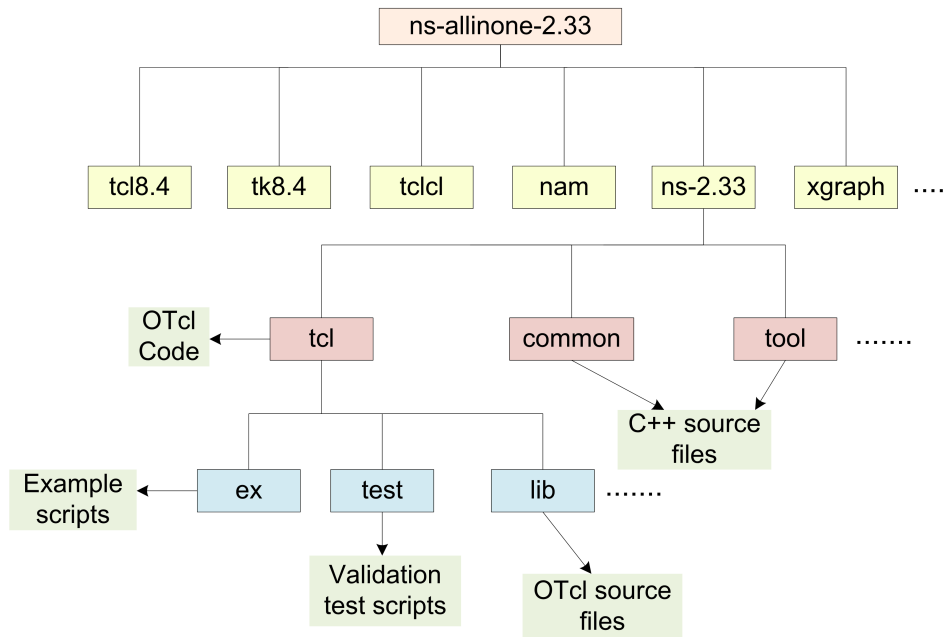 ns-allinone-2.33
tcl8.4
tk8.4
tclcl
nam
ns-2.33
xgraph
....
OTcl
Code
tcl
common
tool
.......
C++ source
files
Example
scripts
ex
test
lib
.......
Validation
test scripts
OTcl source
files